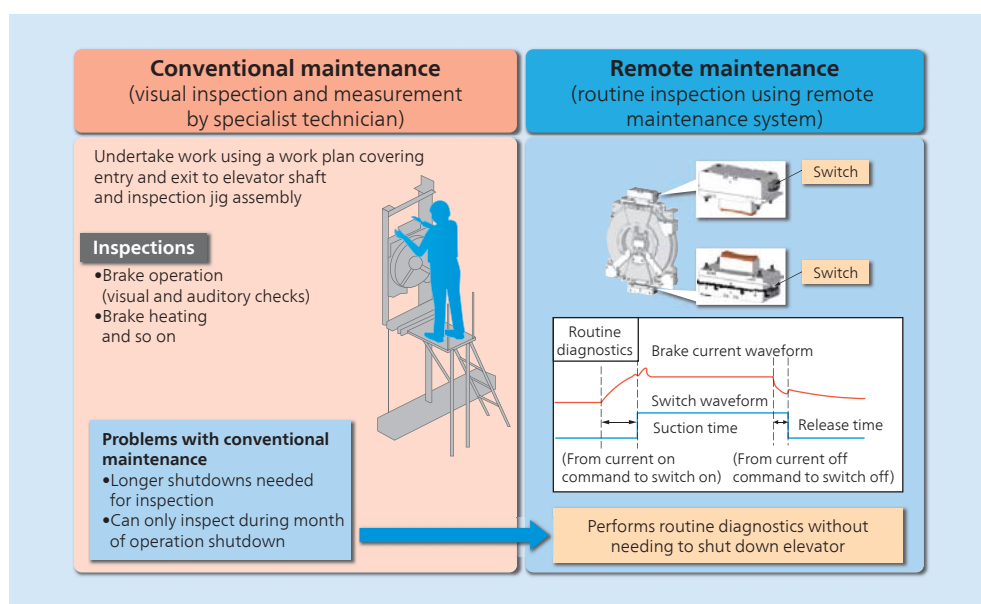 Conventional maintenance
(visual inspection and measurement
by specialist technician)
Undertake work using a work plan covering
entry and exit to elevator shaft
and inspection jig assembly
Inspections
•Brake operation
(visual and auditory checks)
•Brake heating
and so on
Problems with conventional
maintenance
•Longer shutdowns needed
for inspection
•Can only inspect during month
of operation shutdown
Remote maintenance
(routine inspection using remote
maintenance system)
Switch
Switch
Routine
diagnostics
Brake current waveform
Switch waveform
Suction time
Release time
(From current on
command to switch on)
(From current off
command to switch off)
Performs routine diagnostics without
needing to shut down elevator